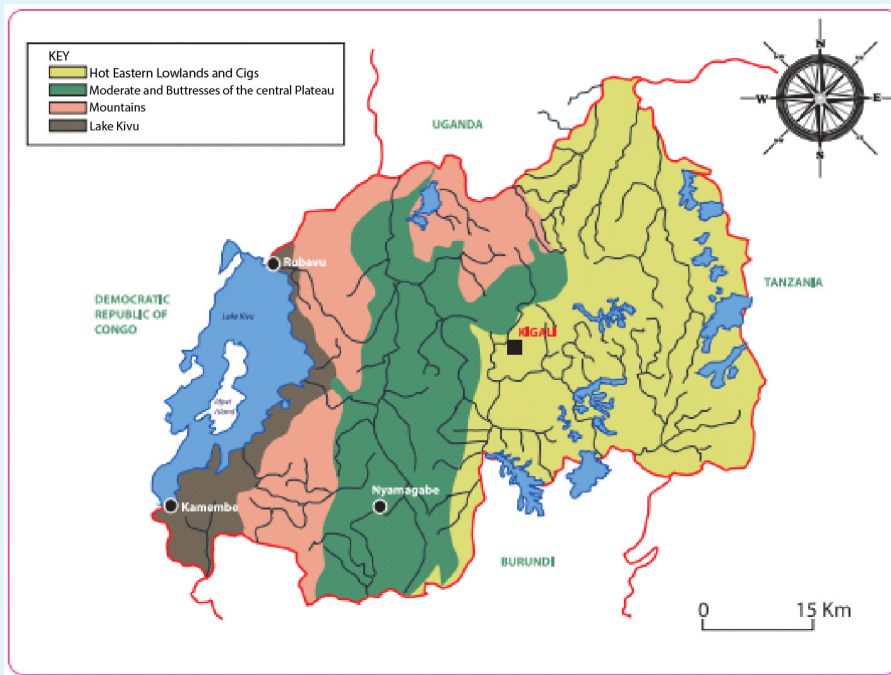 KEY
Hot Eastern Lowlands and Cigs
Moderate and Buttresses of the central Plateau
Mountains
Lake Kivu
N
W
E
S
UGANDA
Rubavu
TANZANIA
DEMOCRATIC
REPUBLIC OF
CONGO
Lake Kivu
KIGALI
Island
Nyamagabe
Kamembe
BURUNDI
0 15 Km